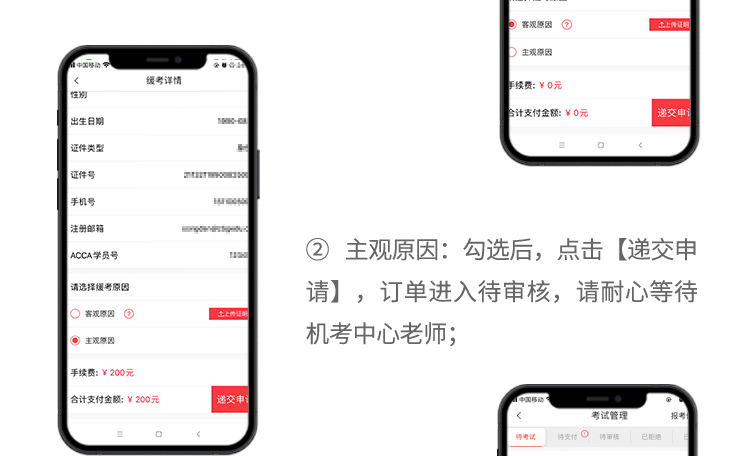 客观原因 ?
上传证明
主观原因
手续费: ¥ 0元
合计支付金额: ¥ 0元
递交申
中国移动
缓考详情
性别
出生日期
证件类型
证件号
手机号
注册邮箱
ACCA学员号
请选择缓考原因
客观原因 ?
上传证明
主观原因
手续费: ¥ 200元
合计支付金额: ¥ 200元
递交申
② 主观原因：勾选后，点击【递交申
请】，订单进入待审核，请耐心等待
机考中心老师；
中国移动
考试管理
报考
待考试
待支付
待审核
已拒绝